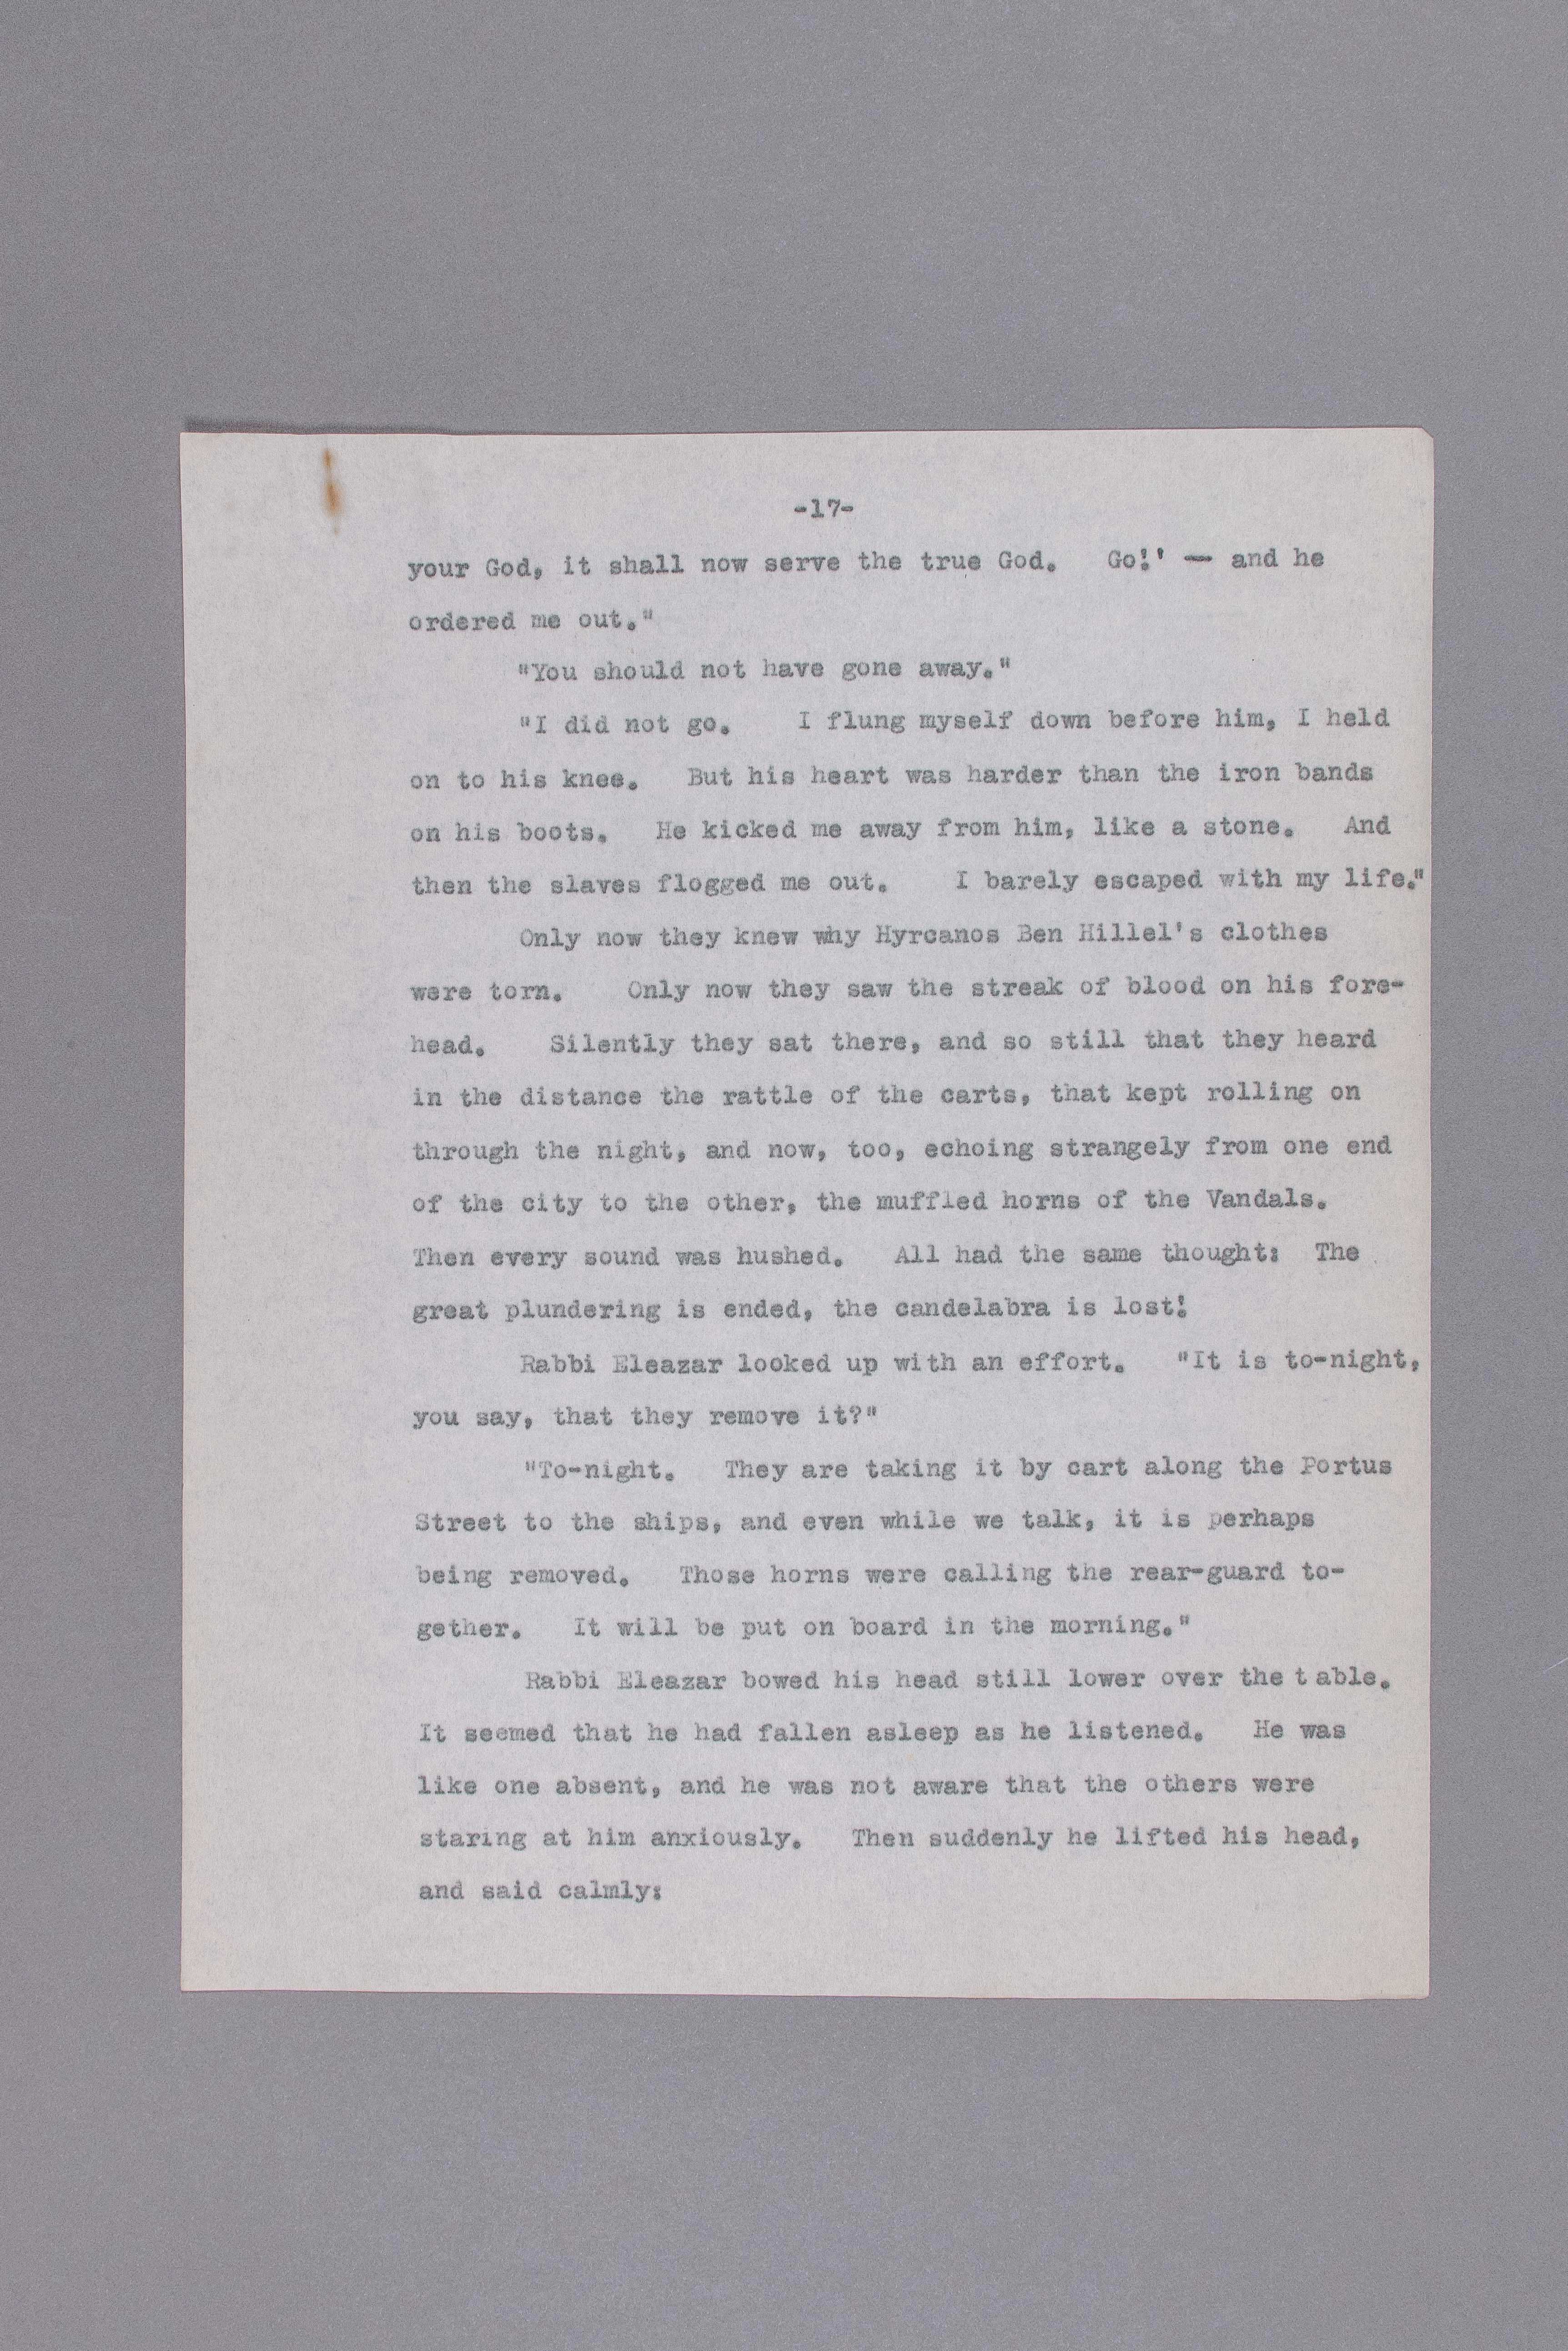 -17-
your God, it shall now serve the true God. Go!' — and he
ordered me out."
"You should not have gone away."
"I did not go. I flung myself down before him, I held
on to his knee. But his heart was harder than the iron bands
on his boots. He kicked me away from him, like a stone. And
then the slaves flogged me out. I barely escaped with my life."
Only now they knew why Hyrcanos Ben Hillel's clothes
were torn. Only now they saw the streak of blood on his fore-
head. Silently they sat there, and so still that they heard
in the distance the rattle of the carts, that kept rolling on
through the night, and now, too, echoing strangely from one end
of the city to the other, the muffled horns of the Vandals.
Then every sound was hushed. All had the same thought: The
great plundering is ended, the candelabra is lost!
Rabbi Eleazar looked up with an effort. "It is to-night,
you say, that they remove it?"
"To-night. They are taking it by cart along the Portus
Street to the ships, and even while we talk, it is perhaps
being removed. Those horns were calling the rear-guard to-
gether. It will be put on board in the morning."
Rabbi Eleazar bowed his head still lower over the t able.
It seemed that he had fallen asleep as he listened. He was
like one absent, and he was not aware that the others were
staring at him anxiously. Then suddenly he lifted his head,
and said calmly: